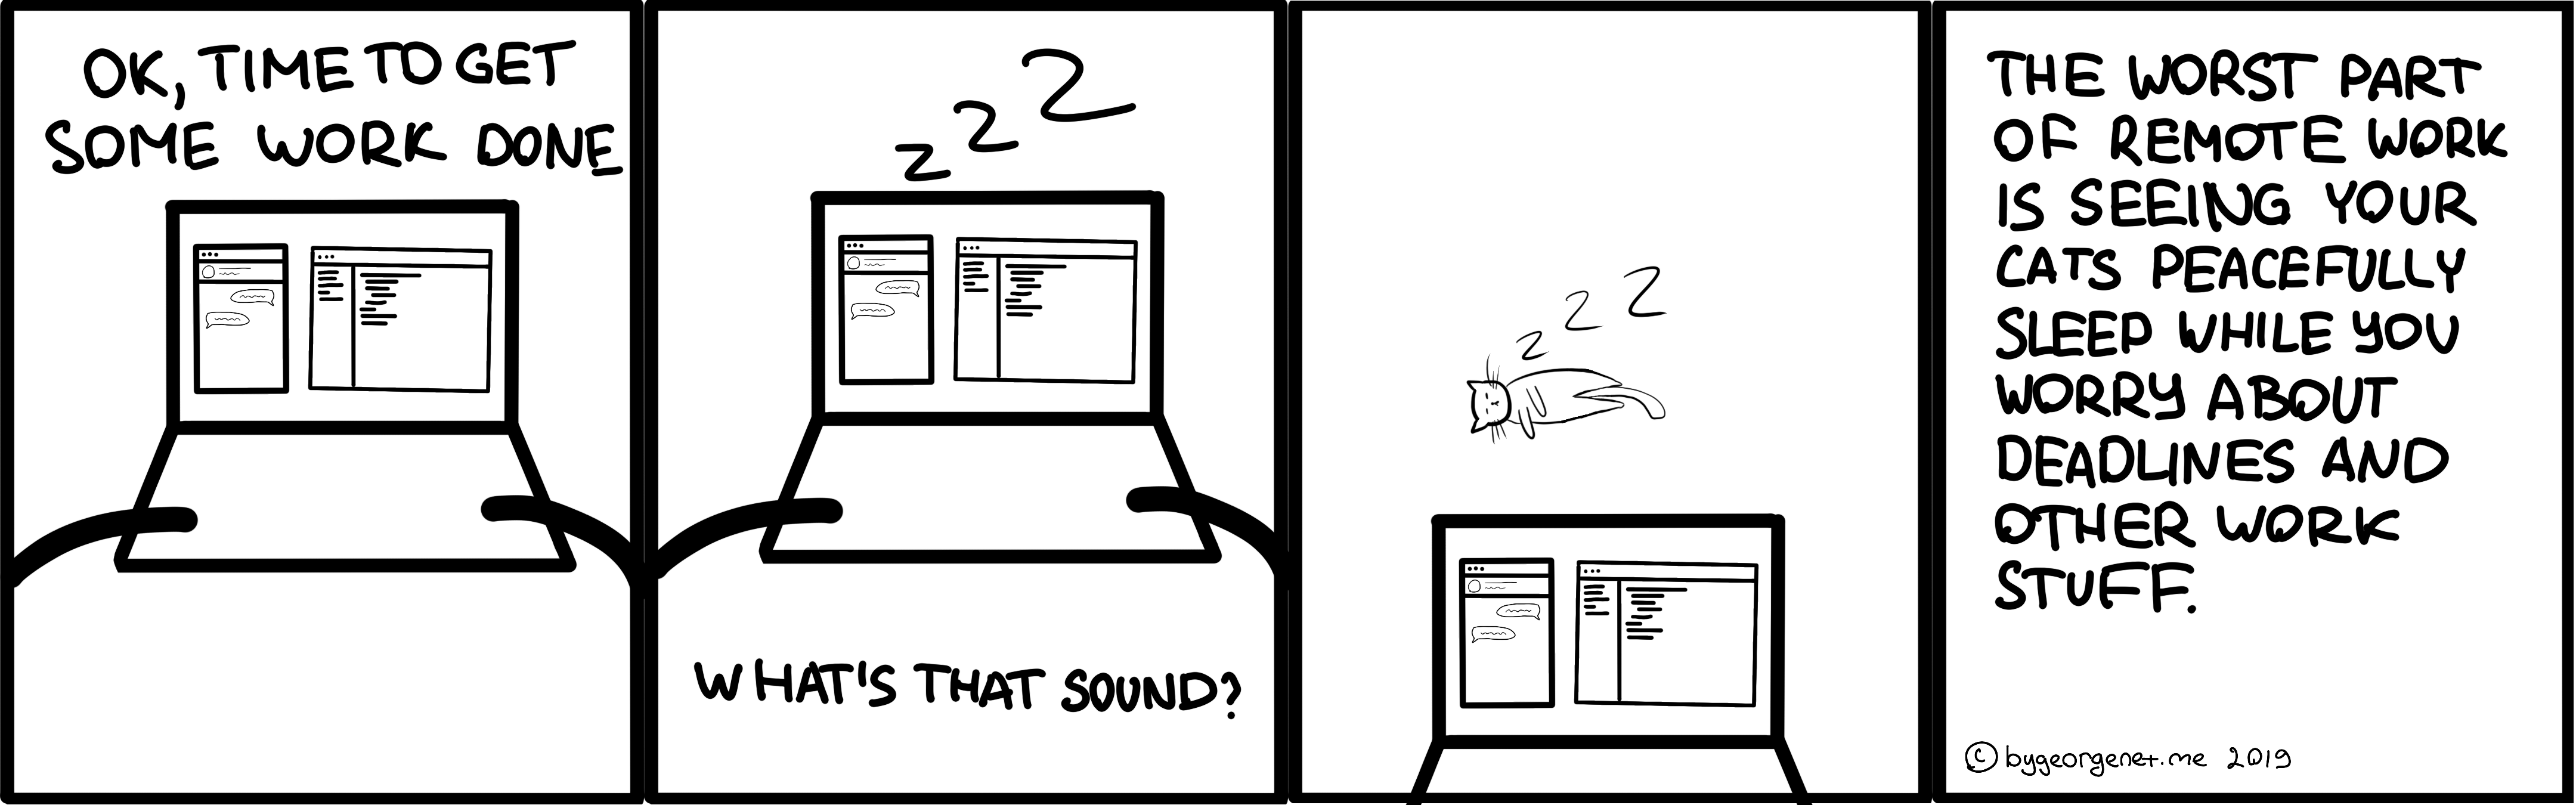 OK, TIME TO GET
SOME WORK DONE
z z Z
WHAT'S THAT SOUND?
z z Z
THE WORST PART
OF REMOTE WORK
IS SEEING YOUR
CATS PEACEFULLY
SLEEP WHILE YOU
WORRY ABOUT
DEADLINES AND
OTHER WORK
STUFF.
© bygeorgenet.me 2019